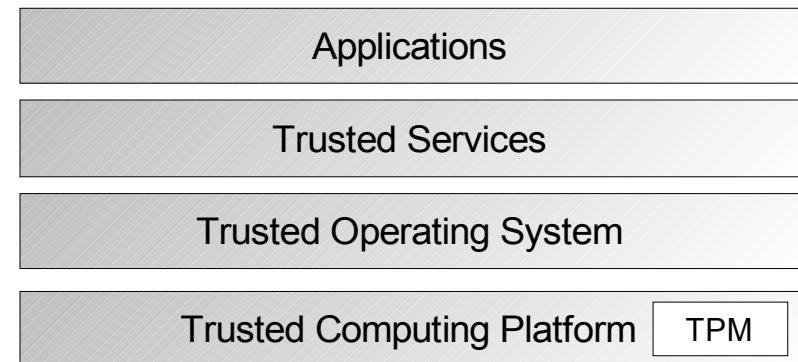 Applications
Trusted Services
Trusted Operating System
Trusted Computing Platform TPM